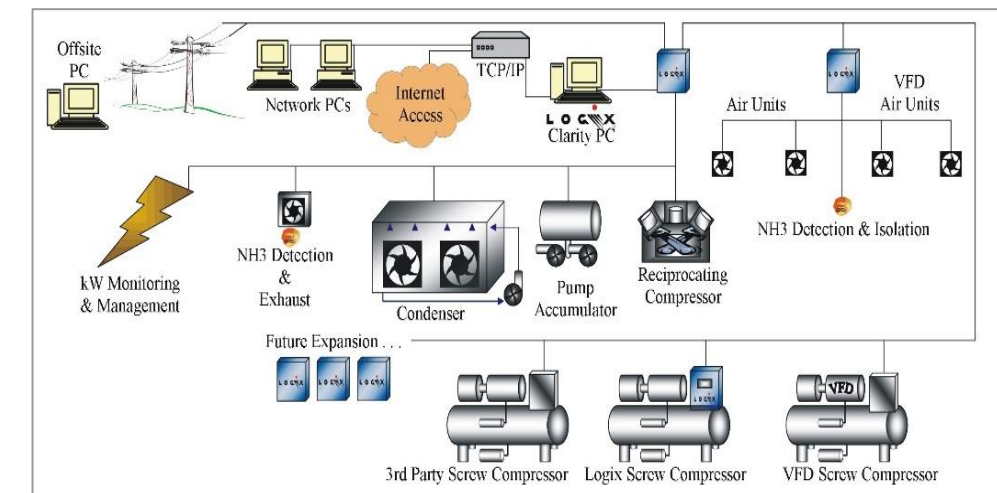 Offsite
PC
Network PCs
Internet
Access
TCP/IP
LOGIX
Clarity PC
LOGIX
LOGIX
Air Units
VFD
Air Units
NH3 Detection & Isolation
kW Monitoring
& Management
NH3 Detection
&
Exhaust
Condenser
Pump
Accumulator
Reciprocating
Compressor
Future Expansion . . .
LOGIX
LOGIX
LOGIX
LOGIX
VFD
3rd Party Screw Compressor
Logix Screw Compressor
VFD Screw Compressor